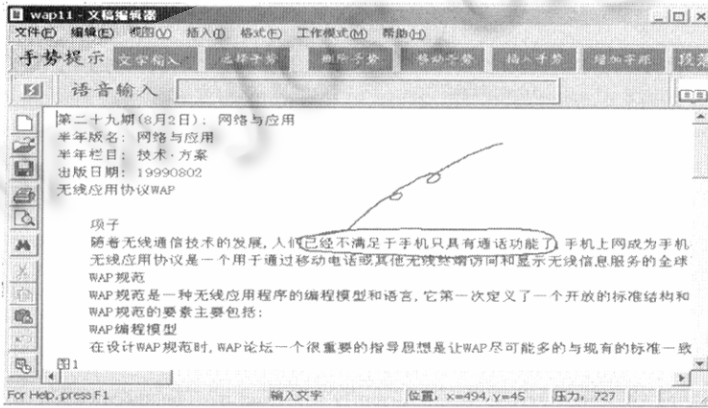 wap11 - 文稿编辑器
文件(F) 编辑(E) 视图(V) 插入(I) 格式(F) 工作模式(M) 帮助(H)
手势提示 文字输入 选择手势 删除手势 移动手势 插入手势 增加字距 段落
语音输入
第二十九期(8月2日): 网络与应用
半年版名: 网络与应用
半年栏目: 技术·方案
出版日期: 19990802
无线应用协议WAP
项子
随着无线通信技术的发展,人们已经不满足于手机只具有通话功能了,手机上网成为手机
无线应用协议是一个用于通过移动电话或其他无线终端访问和显示无线信息服务的全球
WAP规范
WAP规范是一种无线应用程序的编程模型和语言,它第一次定义了一个开放的标准结构和
WAP规范的要素主要包括:
WAP编程模型
在设计WAP规范时,WAP论坛一个很重要的指导思想是让WAP尽可能多的与现有的标准一致
图1
For Help, press F1 输入文字 位置, x=494, y=45 压力, 727